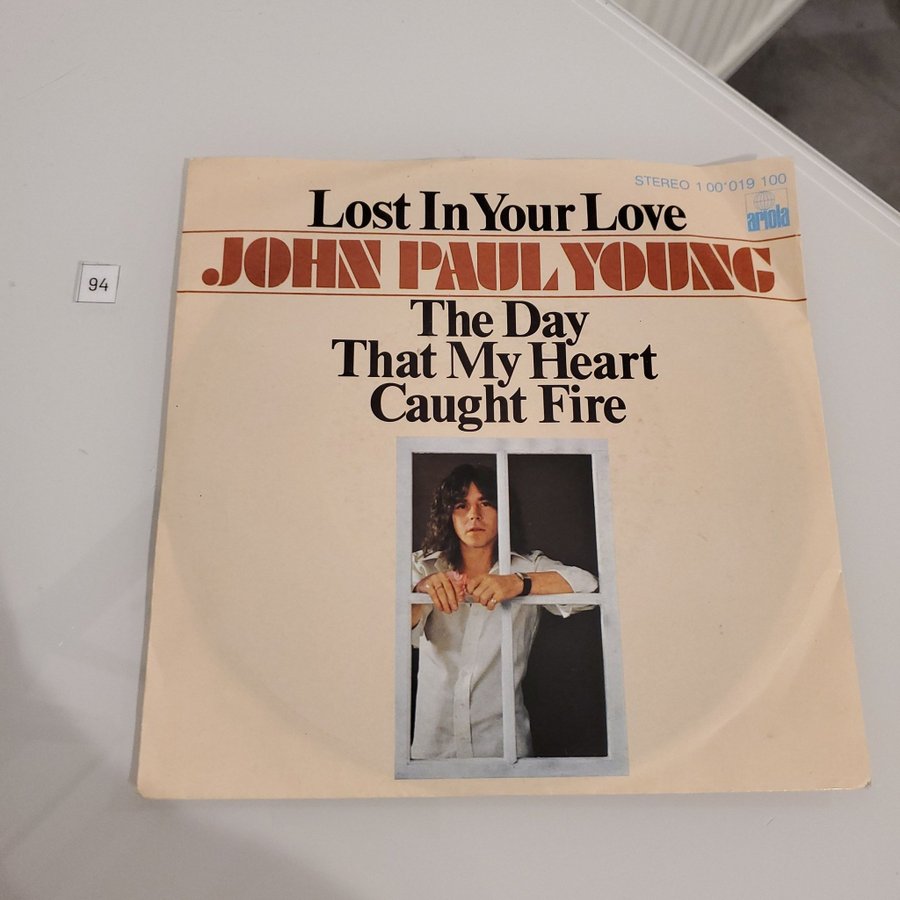 STEREO 1 00·019 100
ariola
Lost In Your Love
JOHN PAUL YOUNG
The Day
That My Heart
Caught Fire
94